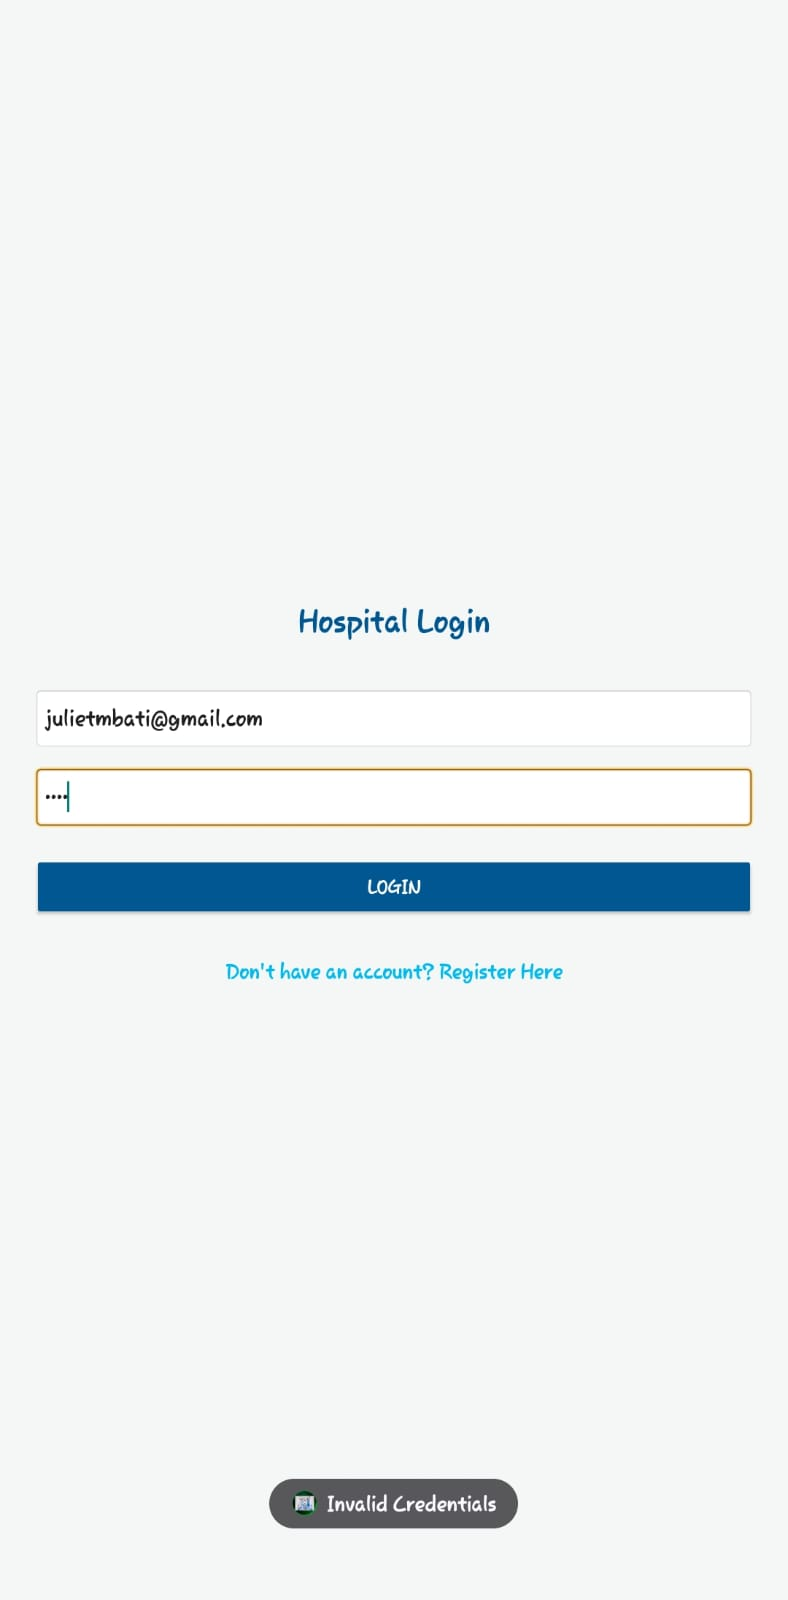 Hospital Login
julietmbati@gmail.com
••••
LOGIN
Don't have an account? Register Here
Invalid Credentials